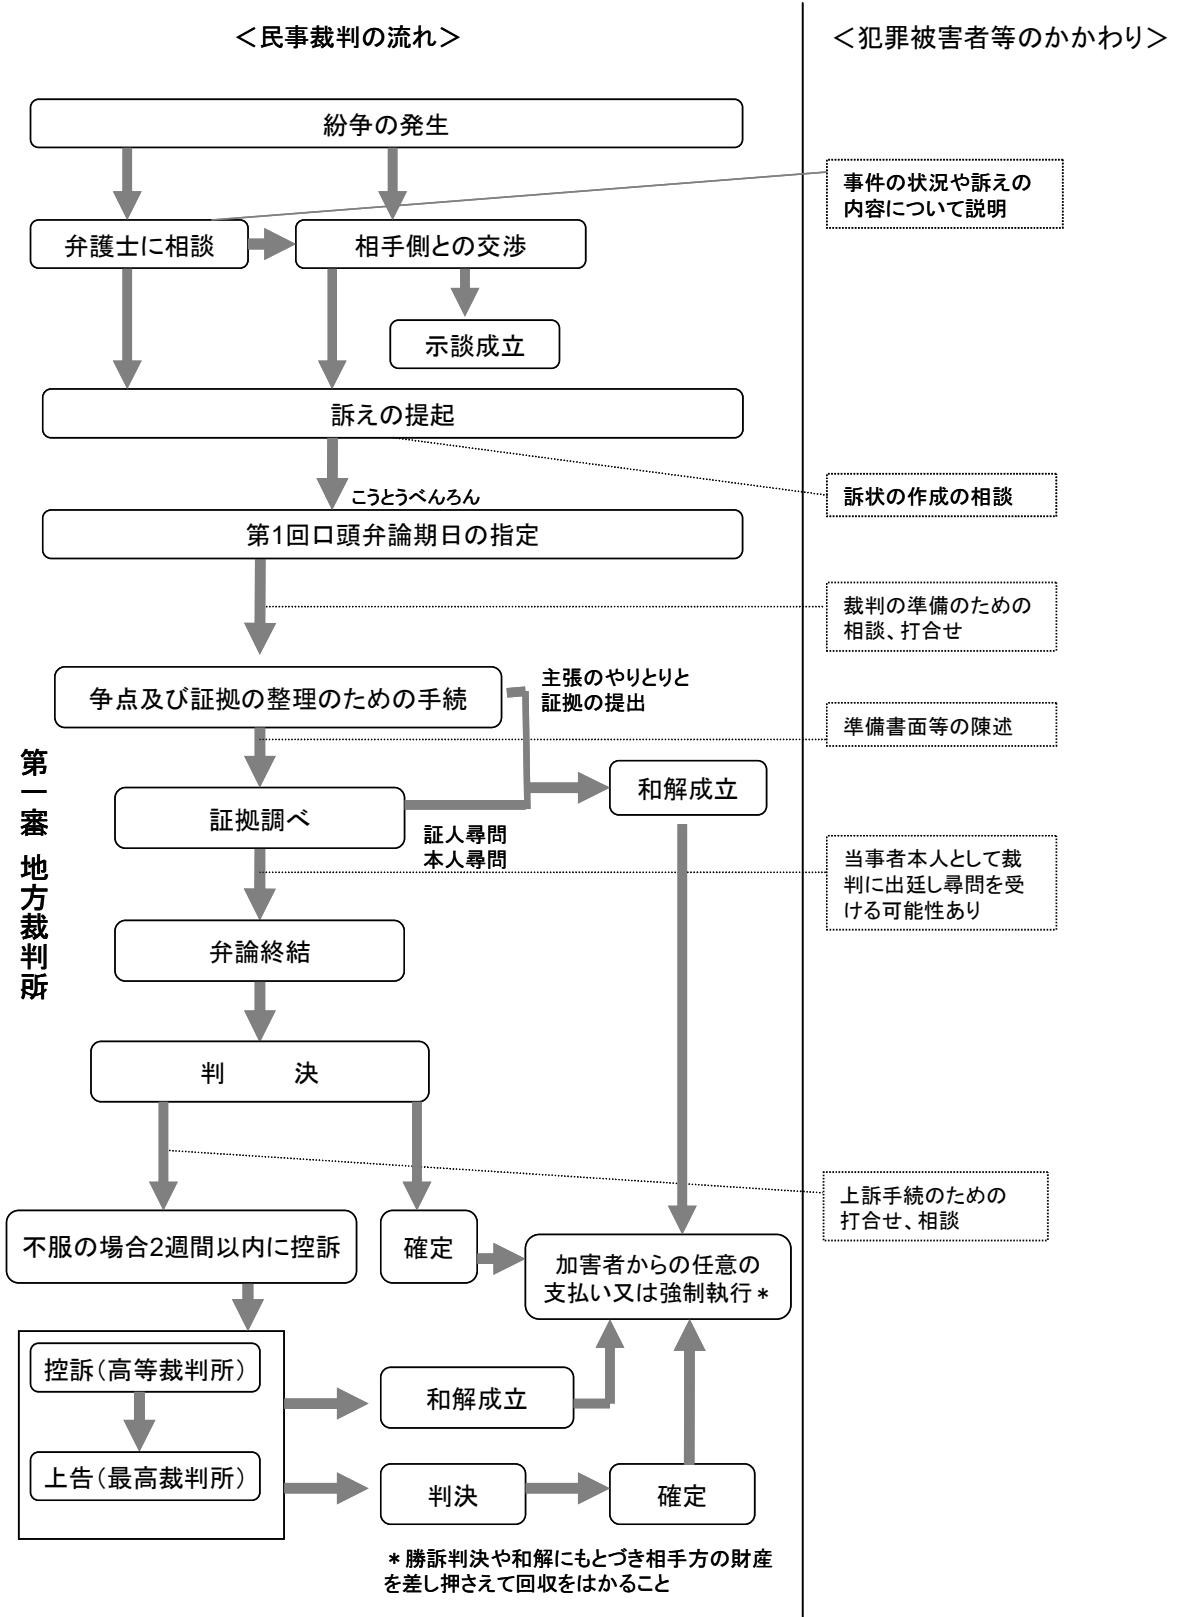 ＜民事裁判の流れ＞
＜犯罪被害者等のかかわり＞
紛争の発生
事件の状況や訴えの
内容について説明
弁護士に相談
相手側との交渉
示談成立
訴えの提起
訴状の作成の相談
こうとうべんろん
第1回口頭弁論期日の指定
裁判の準備のための
相談、打合せ
争点及び証拠の整理のための手続
主張のやりとりと
証拠の提出
準備書面等の陳述
第一審 地方裁判所
和解成立
証拠調べ
証人尋問
本人尋問
当事者本人として裁
判に出廷し尋問を受
ける可能性あり
弁論終結
判　　決
上訴手続のための
打合せ、相談
不服の場合2週間以内に控訴
確定
加害者からの任意の
支払い又は強制執行＊
控訴（高等裁判所）
和解成立
上告（最高裁判所）
判決
確定
＊勝訴判決や和解にもとづき相手方の財産
を差し押さえて回収をはかること